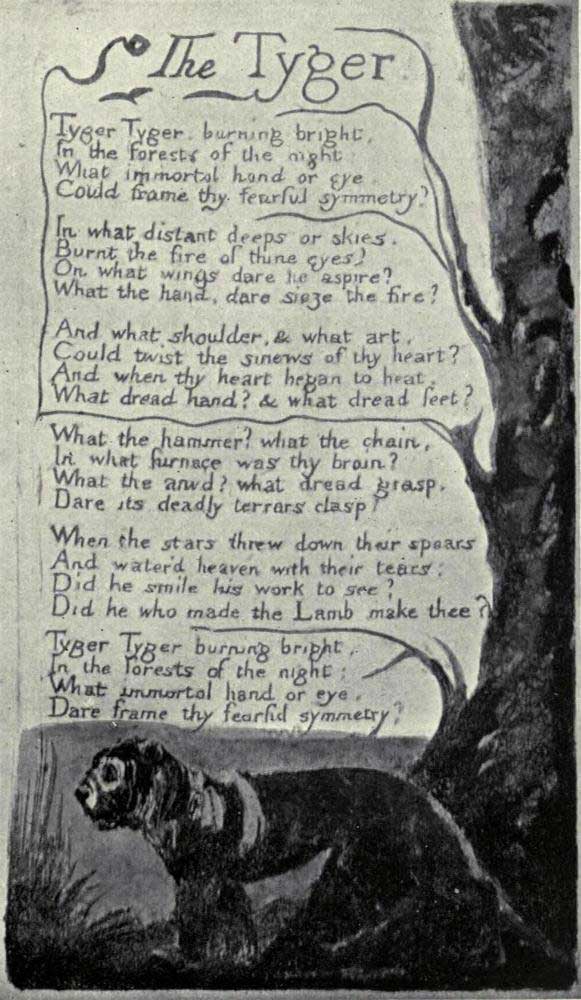 The Tyger
Tyger Tyger. burning bright,
In the forests of the night
What immortal hand or eye
Could frame thy fearful symmetry?
In what distant deeps or skies.
Burnt the fire of thine eyes?
On what wings dare he aspire?
What the hand, dare sieze the fire?
And what shoulder, & what art,
Could twist the sinews of thy heart?
And when thy heart began to beat,
What dread hand? & what dread feet?
What the hammer? what the chain,
In what furnace was thy brain?
What the anvil? what dread grasp,
Dare its deadly terrors clasp?
When the stars threw down their spears
And water'd heaven with their tears:
Did he smile his work to see?
Did he who made the Lamb make thee?
Tyger Tyger burning bright,
In the forests of the night:
What immortal hand or eye,
Dare frame thy fearful symmetry?